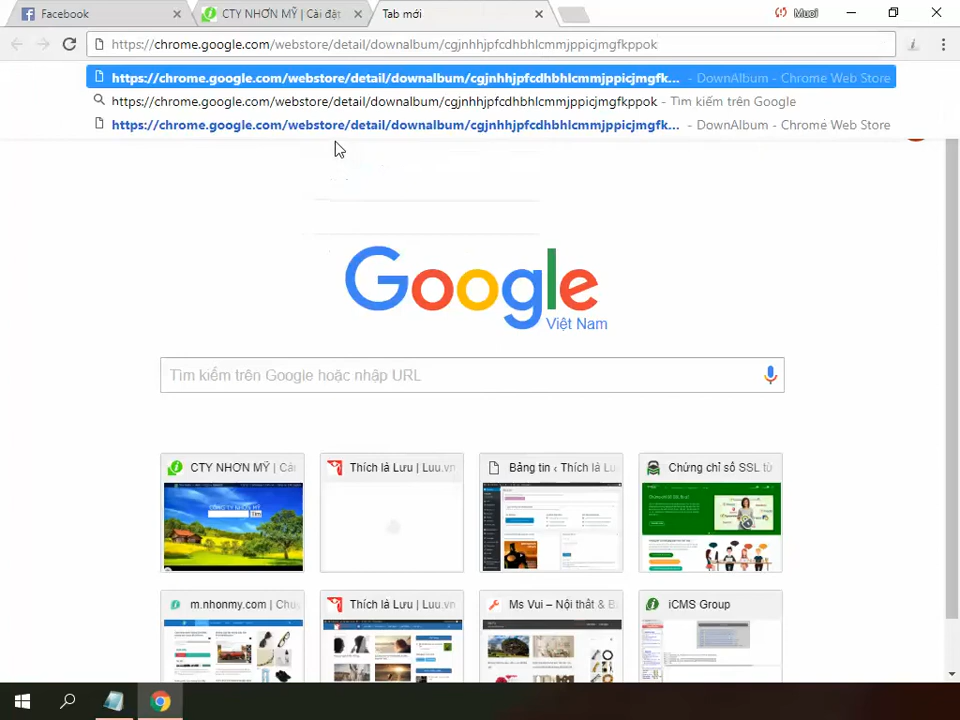 Facebook
CTY NHƠN MỸ | Cài đặt
Tab mới
Muoi
https://chrome.google.com/webstore/detail/downalbum/cgjnhhjpfcdhbhlcmmjppicjmgfkppok
https://chrome.google.com/webstore/detail/downalbum/cgjnhhjpfcdhbhlcmmjppicjmgfk... - DownAlbum - Chrome Web Store
https://chrome.google.com/webstore/detail/downalbum/cgjnhhjpfcdhbhlcmmjppicjmgfkppok - Tìm kiếm trên Google
https://chrome.google.com/webstore/detail/downalbum/cgjnhhjpfcdhbhlcmmjppicjmgfk... - DownAlbum - Chrome Web Store
Google
Việt Nam
Tìm kiếm trên Google hoặc nhập URL
CTY NHƠN MỸ | Cài
Thích là Lưu | Luu.vn
Bảng tin ‹ Thích là Lu
Chứng chỉ số SSL từ
m.nhonmy.com | Chú
Thích là Lưu | Luu.vn
Ms Vui – Nội thất & B
iCMS Group